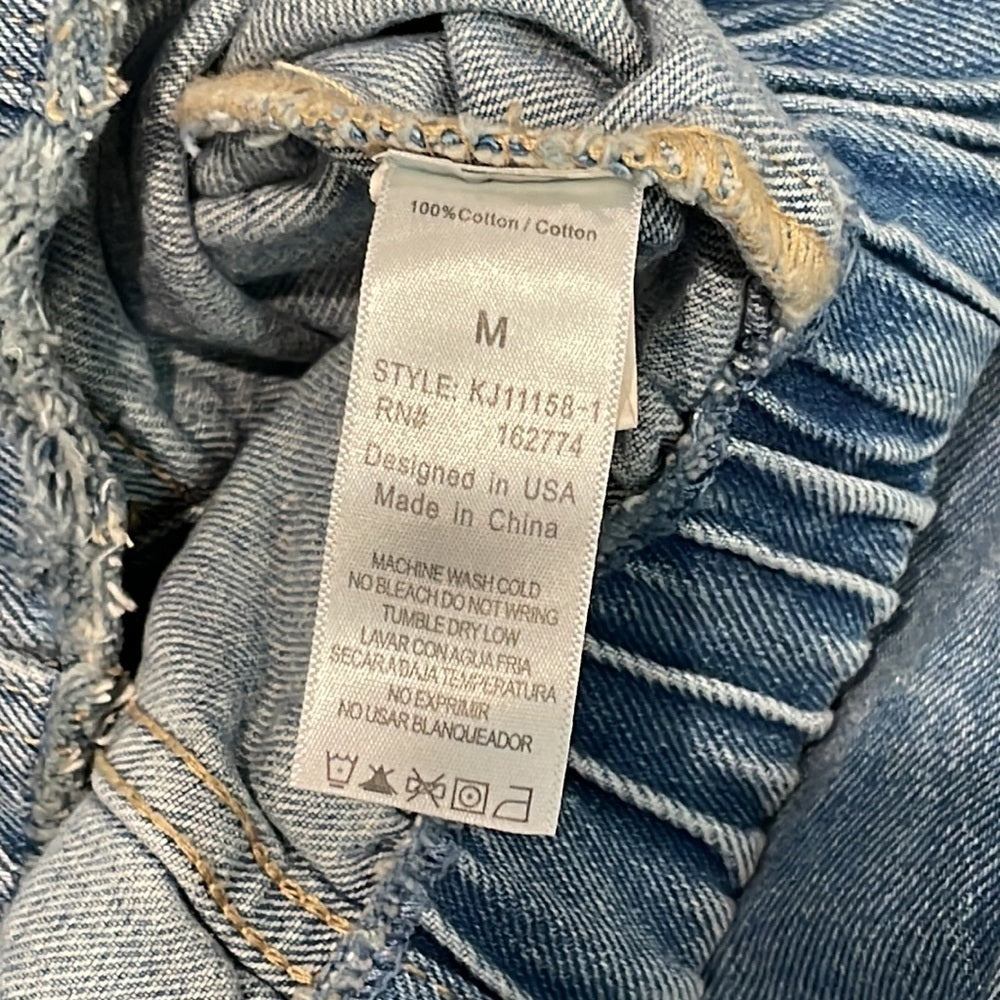 100%Cotton / Cotton
M
STYLE: KJ11158-1
RN# 162774
Designed in USA
Made in China
MACHINE WASH COLD
NO BLEACH DO NOT WRING
TUMBLE DRY LOW
LAVAR CON AGUA FRIA
SECAR A BAJA TEMPERATURA
NO EXPRIMIR
NO USAR BLANQUEADOR